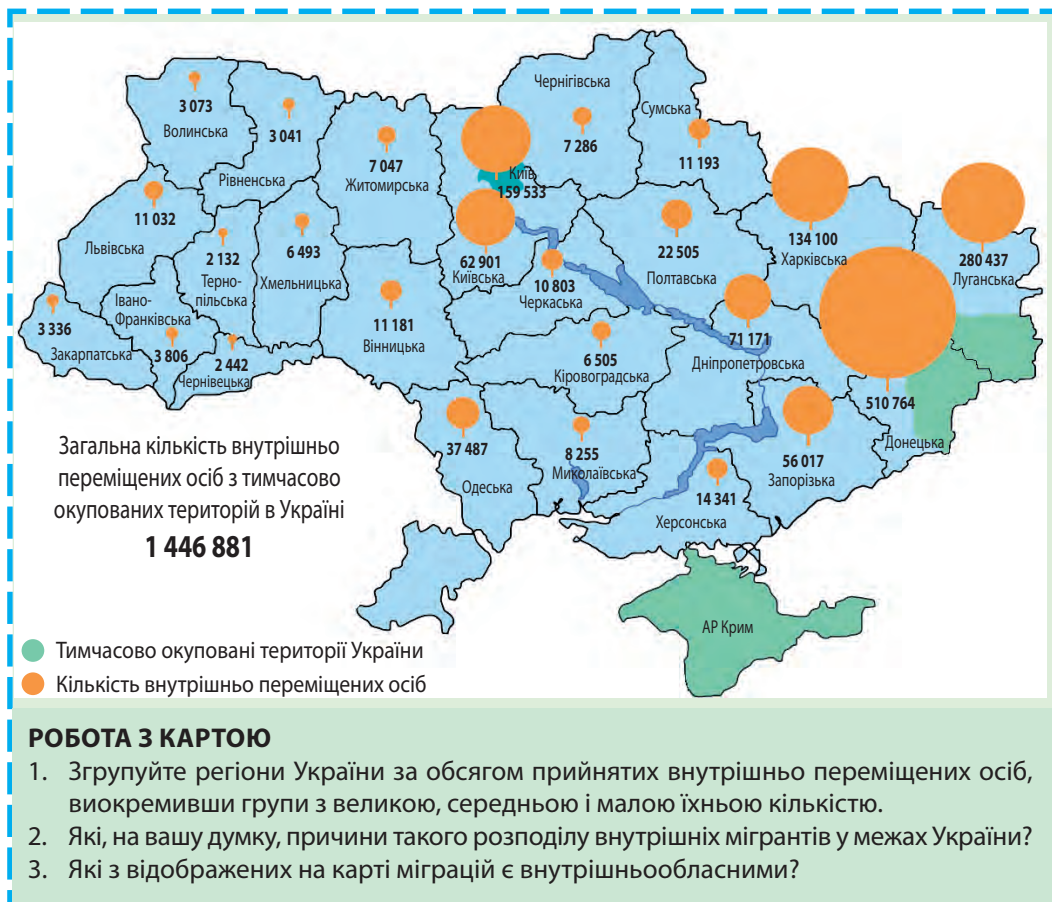 Чернігівська
7 286
Сумська
11 193
3 073
Волинська
3 041
Рівненська
7 047
Житомирська
Київ
159 533
11 032
Львівська
2 132
Терно-
пільська
6 493
Хмельницька
62 901
Київська
10 803
Черкаська
22 505
Полтавська
134 100
Харківська
280 437
Луганська
3 336
Закарпатська
Івано-
Франківська
3 806
2 442
Чернівецька
11 181
Вінницька
6 505
Кіровоградська
71 171
Дніпропетровська
510 764
Донецька
37 487
Одеська
8 255
Миколаївська
56 017
Запорізька
14 341
Херсонська
АР Крим
Загальна кількість внутрішньо
переміщених осіб з тимчасово
окупованих територій в Україні
1 446 881
Тимчасово окуповані території України
Кількість внутрішньо переміщених осіб
РОБОТА З КАРТОЮ
1. Згрупуйте регіони України за обсягом прийнятих внутрішньо переміщених осіб,
виокремивши групи з великою, середньою і малою їхньою кількістю.
2. Які, на вашу думку, причини такого розподілу внутрішніх мігрантів у межах України?
3. Які з відображених на карті міграцій є внутрішньообласними?